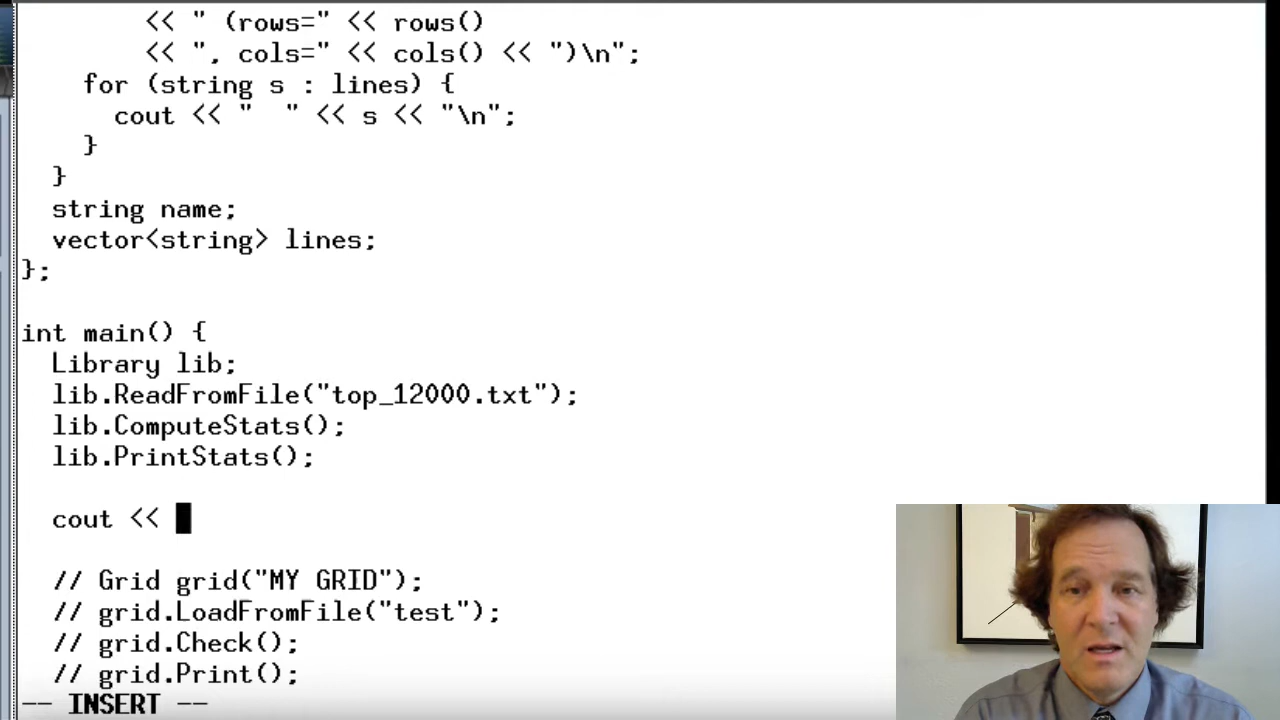 << " (rows=" << rows()
<< ", cols=" << cols() << ")\n";
for (string s : lines) {
cout << "  " << s << "\n";
}
}
string name;
vector<string> lines;
};
int main() {
Library lib;
lib.ReadFromFile("top_12000.txt");
lib.ComputeStats();
lib.PrintStats();
cout <<
// Grid grid("MY GRID");
// grid.LoadFromFile("test");
// grid.Check();
// grid.Print();
-- INSERT --